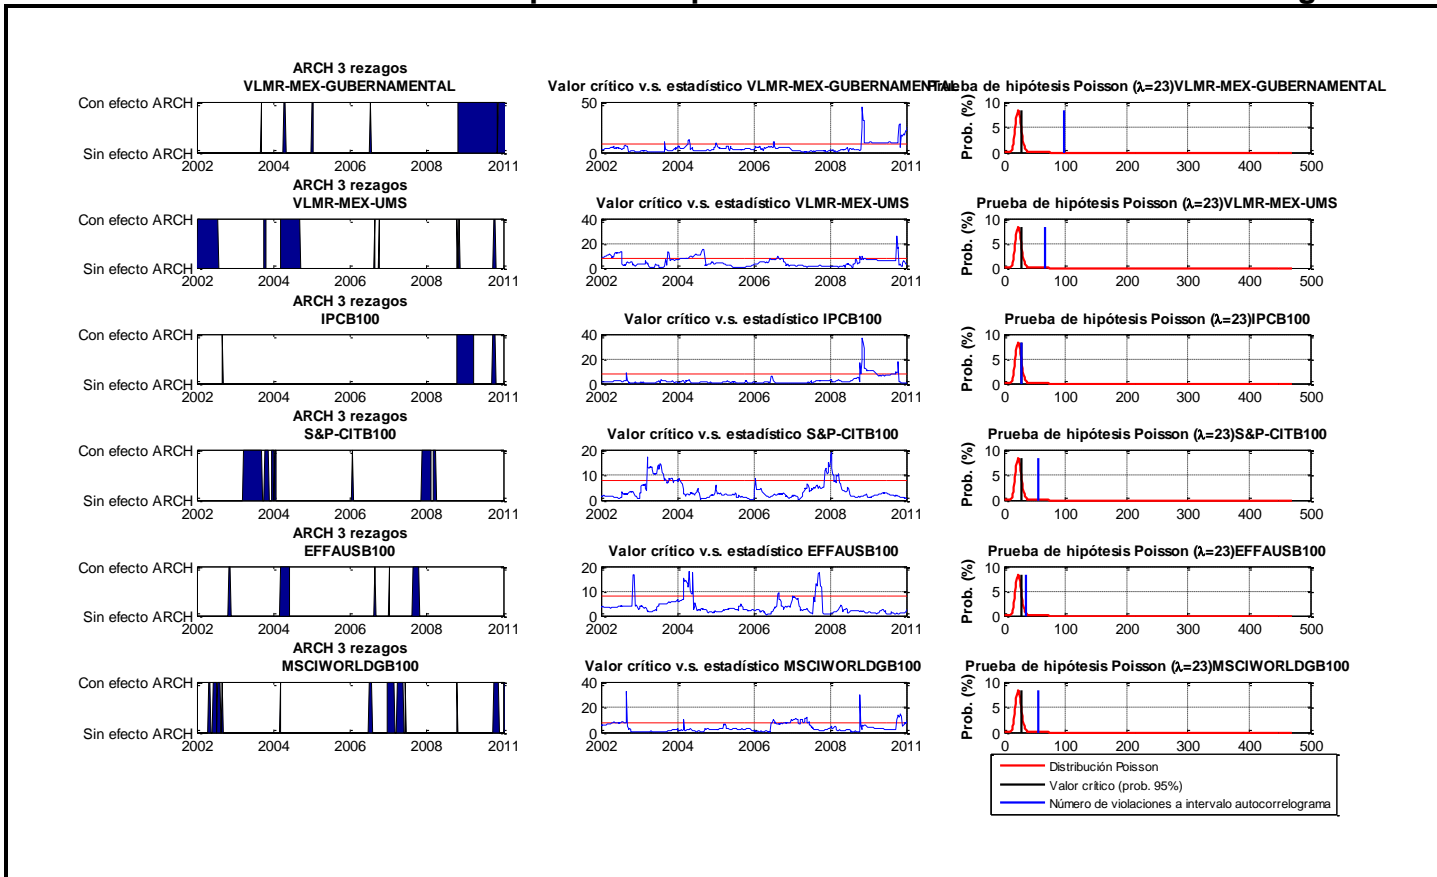 ARCH 3 rezagos
VLMR-MEX-GUBERNAMENTAL
Con efecto ARCH
Sin efecto ARCH
2002 2004 2006 2008 2011
Valor crítico v.s. estadístico VLMR-MEX-GUBERNAMENTAL
50
0
2002 2004 2006 2008 2011
Prueba de hipótesis Poisson (λ=23)VLMR-MEX-GUBERNAMENTAL
Prob. (%)
10
5
0
0 100 200 300 400 500
ARCH 3 rezagos
VLMR-MEX-UMS
Con efecto ARCH
Sin efecto ARCH
2002 2004 2006 2008 2011
Valor crítico v.s. estadístico VLMR-MEX-UMS
40
20
0
2002 2004 2006 2008 2011
Prueba de hipótesis Poisson (λ=23)VLMR-MEX-UMS
Prob. (%)
10
5
0
0 100 200 300 400 500
ARCH 3 rezagos
IPCB100
Con efecto ARCH
Sin efecto ARCH
2002 2004 2006 2008 2011
Valor crítico v.s. estadístico IPCB100
40
20
0
2002 2004 2006 2008 2011
Prueba de hipótesis Poisson (λ=23)IPCB100
Prob. (%)
10
5
0
0 100 200 300 400 500
ARCH 3 rezagos
S&P-CITB100
Con efecto ARCH
Sin efecto ARCH
2002 2004 2006 2008 2011
Valor crítico v.s. estadístico S&P-CITB100
20
10
0
2002 2004 2006 2008 2011
Prueba de hipótesis Poisson (λ=23)S&P-CITB100
Prob. (%)
10
5
0
0 100 200 300 400 500
ARCH 3 rezagos
EFFAUSB100
Con efecto ARCH
Sin efecto ARCH
2002 2004 2006 2008 2011
Valor crítico v.s. estadístico EFFAUSB100
20
10
0
2002 2004 2006 2008 2011
Prueba de hipótesis Poisson (λ=23)EFFAUSB100
Prob. (%)
10
5
0
0 100 200 300 400 500
ARCH 3 rezagos
MSCIWORLDGB100
Con efecto ARCH
Sin efecto ARCH
2002 2004 2006 2008 2011
Valor crítico v.s. estadístico MSCIWORLDGB100
40
20
0
2002 2004 2006 2008 2011
Prueba de hipótesis Poisson (λ=23)MSCIWORLDGB100
Prob. (%)
10
5
0
0 100 200 300 400 500
Distribución Poisson
Valor crítico (prob. 95%)
Número de violaciones a intervalo autocorrelograma